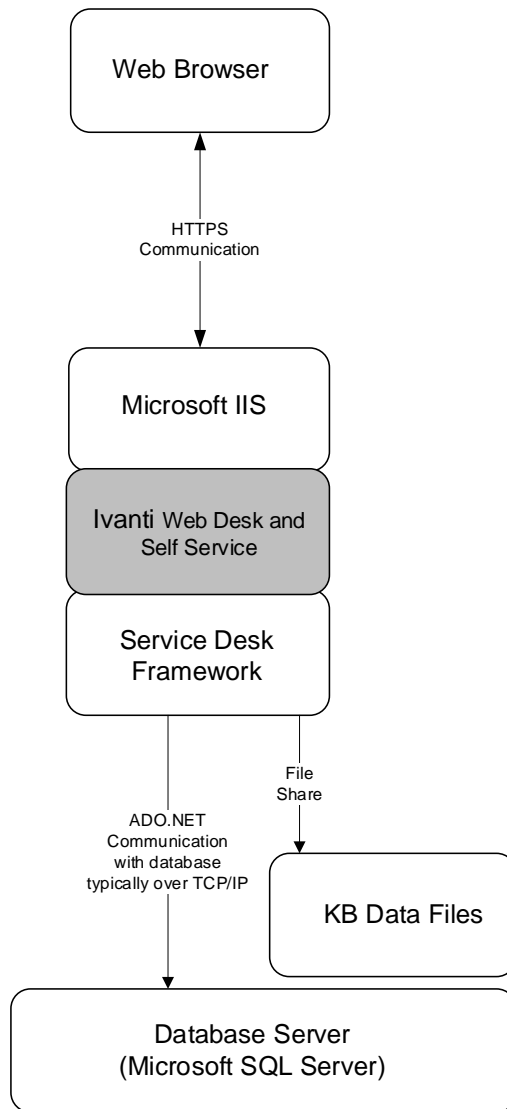 Web Browser
HTTPS
Communication
Microsoft IIS
Ivanti Web Desk and
Self Service
Service Desk
Framework
File
Share
ADO.NET
Communication
with database
typically over TCP/IP
KB Data Files
Database Server
(Microsoft SQL Server)